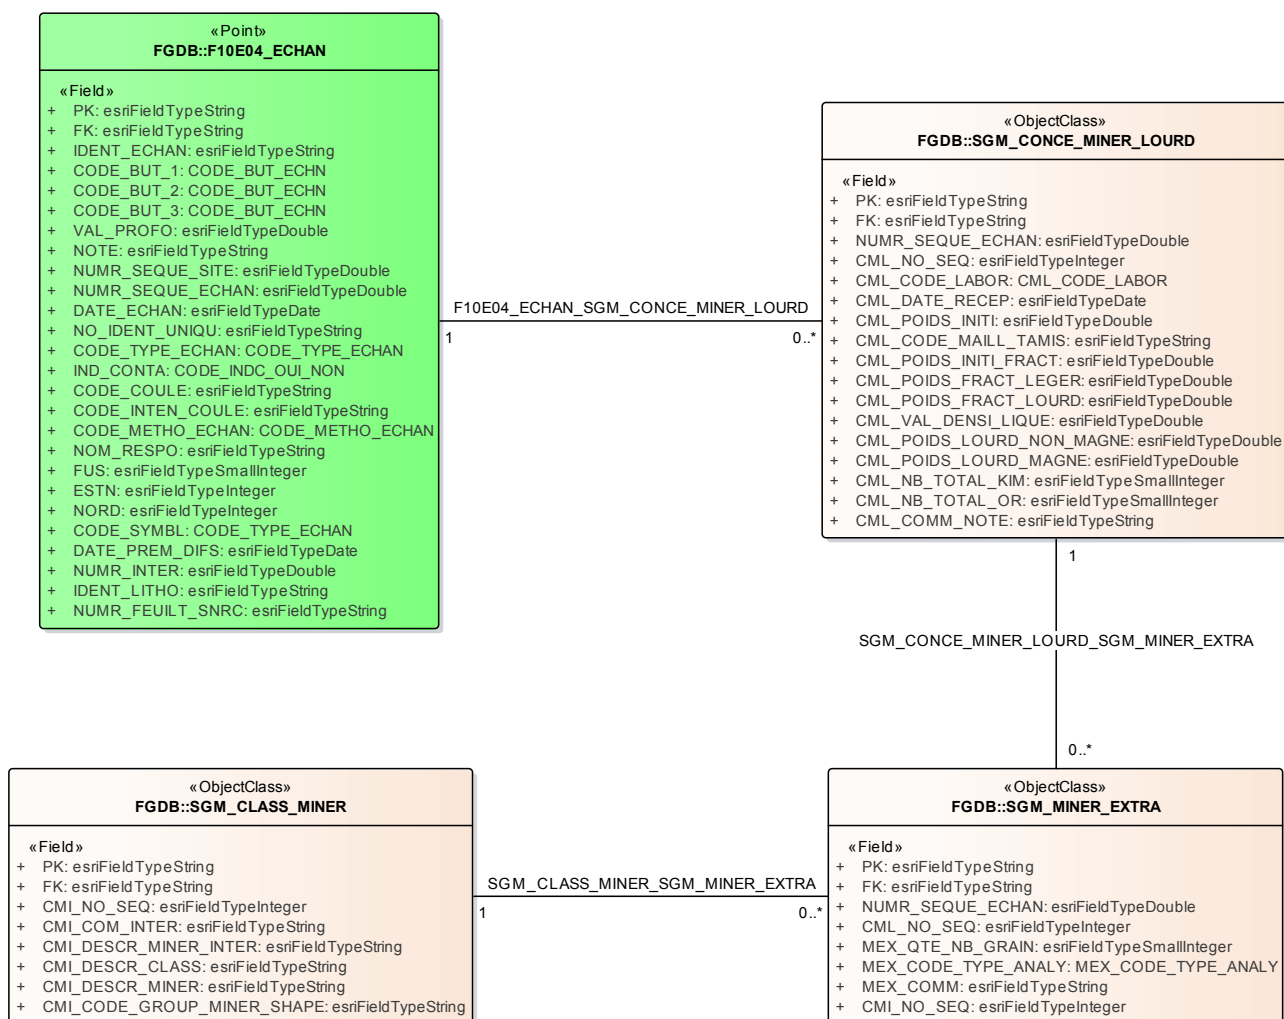 «Point»
FGDB::F10E04_ECHAN
«Field»
+ PK: esriFieldTypeString
+ FK: esriFieldTypeString
+ IDENT_ECHAN: esriFieldTypeString
+ CODE_BUT_1: CODE_BUT_ECHN
+ CODE_BUT_2: CODE_BUT_ECHN
+ CODE_BUT_3: CODE_BUT_ECHN
+ VAL_PROFO: esriFieldTypeDouble
+ NOTE: esriFieldTypeString
+ NUMR_SEQUE_SITE: esriFieldTypeDouble
+ NUMR_SEQUE_ECHAN: esriFieldTypeDouble
+ DATE_ECHAN: esriFieldTypeDate
+ NO_IDENT_UNIQU: esriFieldTypeString
+ CODE_TYPE_ECHAN: CODE_TYPE_ECHAN
+ IND_CONTA: CODE_INDC_OUI_NON
+ CODE_COULE: esriFieldTypeString
+ CODE_INTEN_COULE: esriFieldTypeString
+ CODE_METHO_ECHAN: CODE_METHO_ECHAN
+ NOM_RESPO: esriFieldTypeString
+ FUS: esriFieldTypeSmallInteger
+ ESTN: esriFieldTypeInteger
+ NORD: esriFieldTypeInteger
+ CODE_SYMBL: CODE_TYPE_ECHAN
+ DATE_PREM_DIFS: esriFieldTypeDate
+ NUMR_INTER: esriFieldTypeDouble
+ IDENT_LITHO: esriFieldTypeString
+ NUMR_FEUILT_SNRC: esriFieldTypeString
F10E04_ECHAN_SGM_CONCE_MINER_LOURD
1
0..*
«ObjectClass»
FGDB::SGM_CONCE_MINER_LOURD
«Field»
+ PK: esriFieldTypeString
+ FK: esriFieldTypeString
+ NUMR_SEQUE_ECHAN: esriFieldTypeDouble
+ CML_NO_SEQ: esriFieldTypeInteger
+ CML_CODE_LABOR: CML_CODE_LABOR
+ CML_DATE_RECEP: esriFieldTypeDate
+ CML_POIDS_INITI: esriFieldTypeDouble
+ CML_CODE_MAILL_TAMIS: esriFieldTypeString
+ CML_POIDS_INITI_FRACT: esriFieldTypeDouble
+ CML_POIDS_FRACT_LEGER: esriFieldTypeDouble
+ CML_POIDS_FRACT_LOURD: esriFieldTypeDouble
+ CML_VAL_DENSI_LIQUE: esriFieldTypeDouble
+ CML_POIDS_LOURD_NON_MAGNE: esriFieldTypeDouble
+ CML_POIDS_LOURD_MAGNE: esriFieldTypeDouble
+ CML_NB_TOTAL_KIM: esriFieldTypeSmallInteger
+ CML_NB_TOTAL_OR: esriFieldTypeSmallInteger
+ CML_COMM_NOTE: esriFieldTypeString
1
SGM_CONCE_MINER_LOURD_SGM_MINER_EXTRA
0..*
«ObjectClass»
FGDB::SGM_CLASS_MINER
«Field»
+ PK: esriFieldTypeString
+ FK: esriFieldTypeString
+ CMI_NO_SEQ: esriFieldTypeInteger
+ CMI_COM_INTER: esriFieldTypeString
+ CMI_DESCR_MINER_INTER: esriFieldTypeString
+ CMI_DESCR_CLASS: esriFieldTypeString
+ CMI_DESCR_MINER: esriFieldTypeString
+ CMI_CODE_GROUP_MINER_SHAPE: esriFieldTypeString
SGM_CLASS_MINER_SGM_MINER_EXTRA
1
0..*
«ObjectClass»
FGDB::SGM_MINER_EXTRA
«Field»
+ PK: esriFieldTypeString
+ FK: esriFieldTypeString
+ NUMR_SEQUE_ECHAN: esriFieldTypeDouble
+ CML_NO_SEQ: esriFieldTypeInteger
+ MEX_QTE_NB_GRAIN: esriFieldTypeSmallInteger
+ MEX_CODE_TYPE_ANALY: MEX_CODE_TYPE_ANALY
+ MEX_COMM: esriFieldTypeString
+ CMI_NO_SEQ: esriFieldTypeInteger